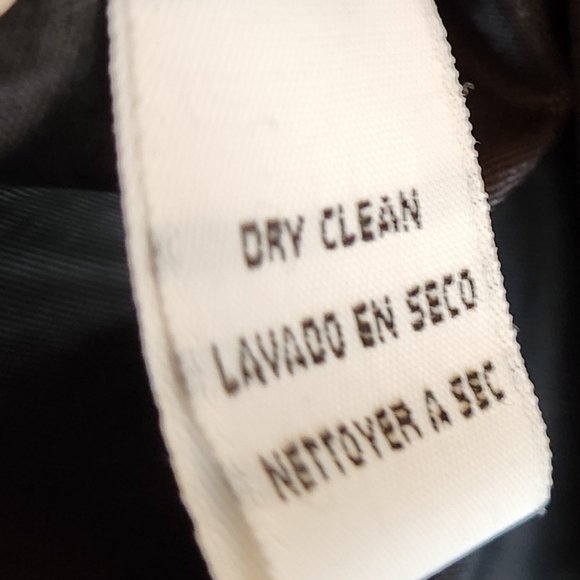 DRY CLEAN
LAVADO EN SECO
NETTOYER A SEC